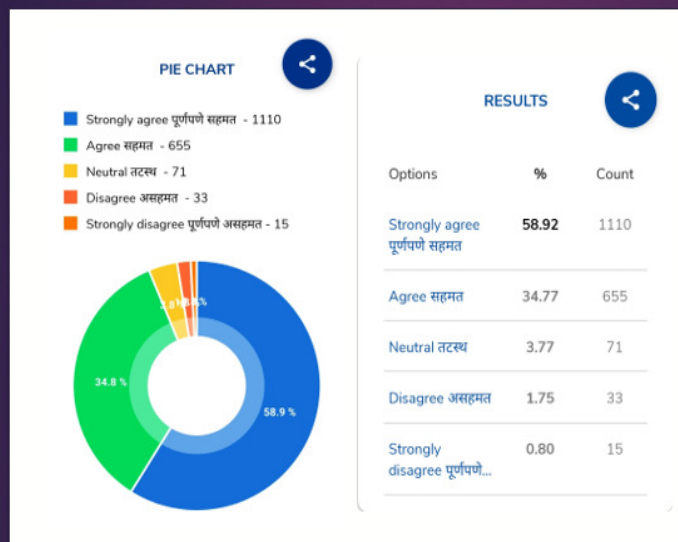 PIE CHART
Strongly agree पूर्णपणे सहमत - 1110
Agree सहमत - 655
Neutral तटस्थ - 71
Disagree असहमत - 33
Strongly disagree पूर्णपणे असहमत - 15
34.8 %
58.9 %
RESULTS
Options % Count
Strongly agree 58.92 1110
पूर्णपणे सहमत
Agree सहमत 34.77 655
Neutral तटस्थ 3.77 71
Disagree असहमत 1.75 33
Strongly 0.80 15
disagree पूर्णपणे...